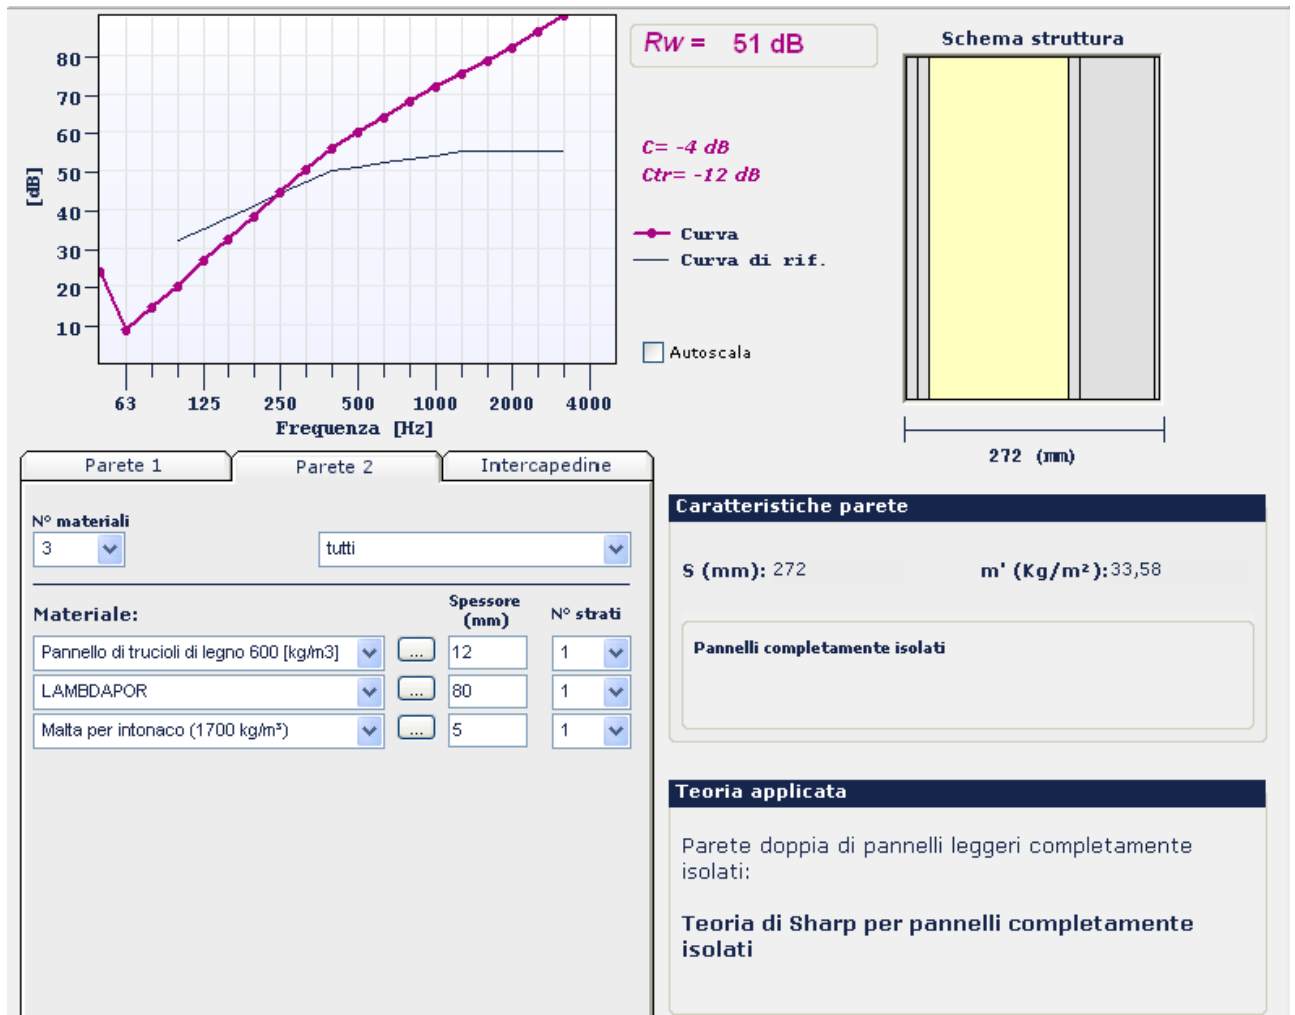 80
70
60
50
40
30
20
10
[dB]
63 125 250 500 1000 2000 4000
Frequenza [Hz]
Rw = 51 dB
C= -4 dB
Ctr= -12 dB
Curva
Curva di rif.
Autoscala
Schema struttura
272 (mm)
Parete 1 Parete 2 Intercapedine
N° materiali
3 tutti
Materiale: Spessore (mm) N° strati
Pannello di trucioli di legno 600 [kg/m3] ... 12 1
LAMBDAPOR ... 80 1
Malta per intonaco (1700 kg/m³) ... 5 1
Caratteristiche parete
S (mm): 272 m' (Kg/m²):33,58
Pannelli completamente isolati
Teoria applicata
Parete doppia di pannelli leggeri completamente
isolati:
Teoria di Sharp per pannelli completamente
isolati